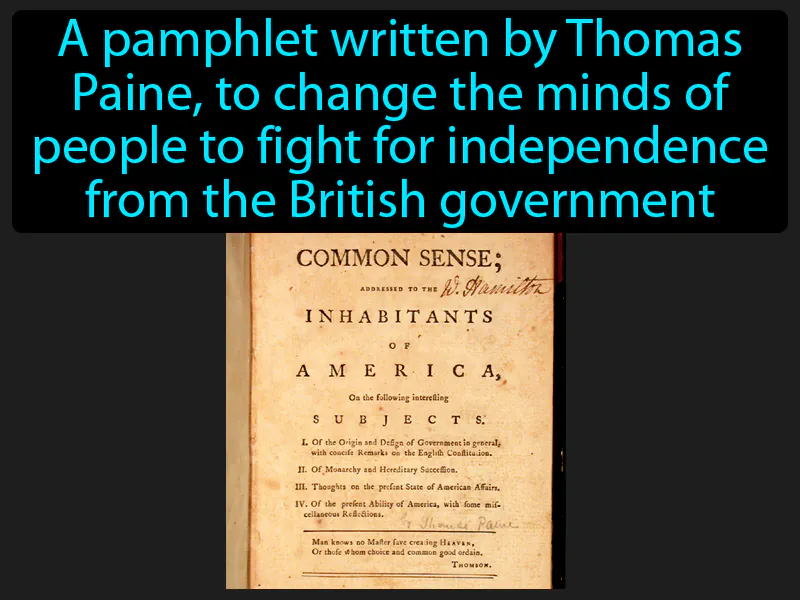 A pamphlet written by Thomas
Paine, to change the minds of
people to fight for independence
from the British government
COMMON SENSE;
ADDRESSED TO THE W. Hamilton
INHABITANTS
OF
AMERICA,
On the following intereſting
SUBJECTS.
I. Of the Origin and Deſign of Government in general,
with conciſe Remarks on the Engliſh Conſtitution.
II. Of Monarchy and Hereditary Succeſſion.
III. Thoughts on the preſent State of American Affairs.
IV. Of the preſent Ability of America, with ſome miſ-
cellaneous Reflections.
Thomas Paine
Man knows no Maſter ſave creating HEAVEN,
Or thoſe whom choice and common good ordain.
THOMSON.